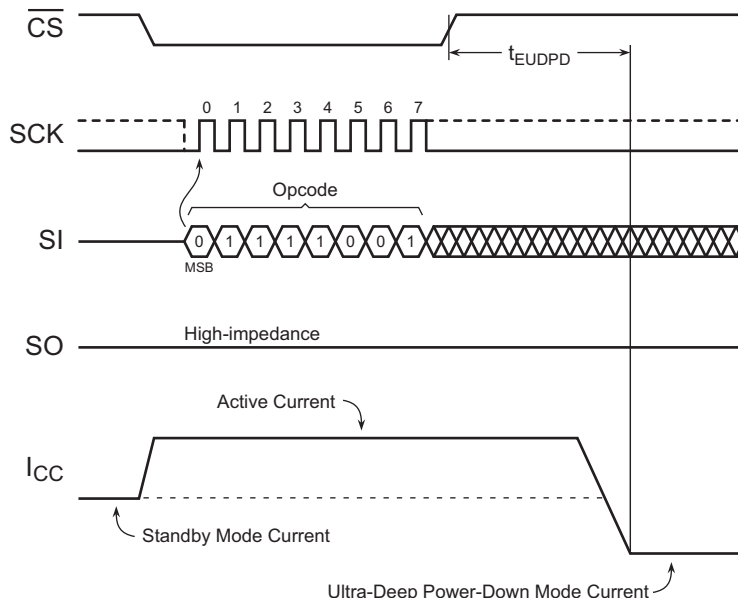 CS
tEUDPD
0 1 2 3 4 5 6 7
SCK
Opcode
SI
0 1 1 1 1 0 0 1
MSB
High-impedance
SO
Active Current
ICC
Standby Mode Current
Ultra-Deep Power-Down Mode Current